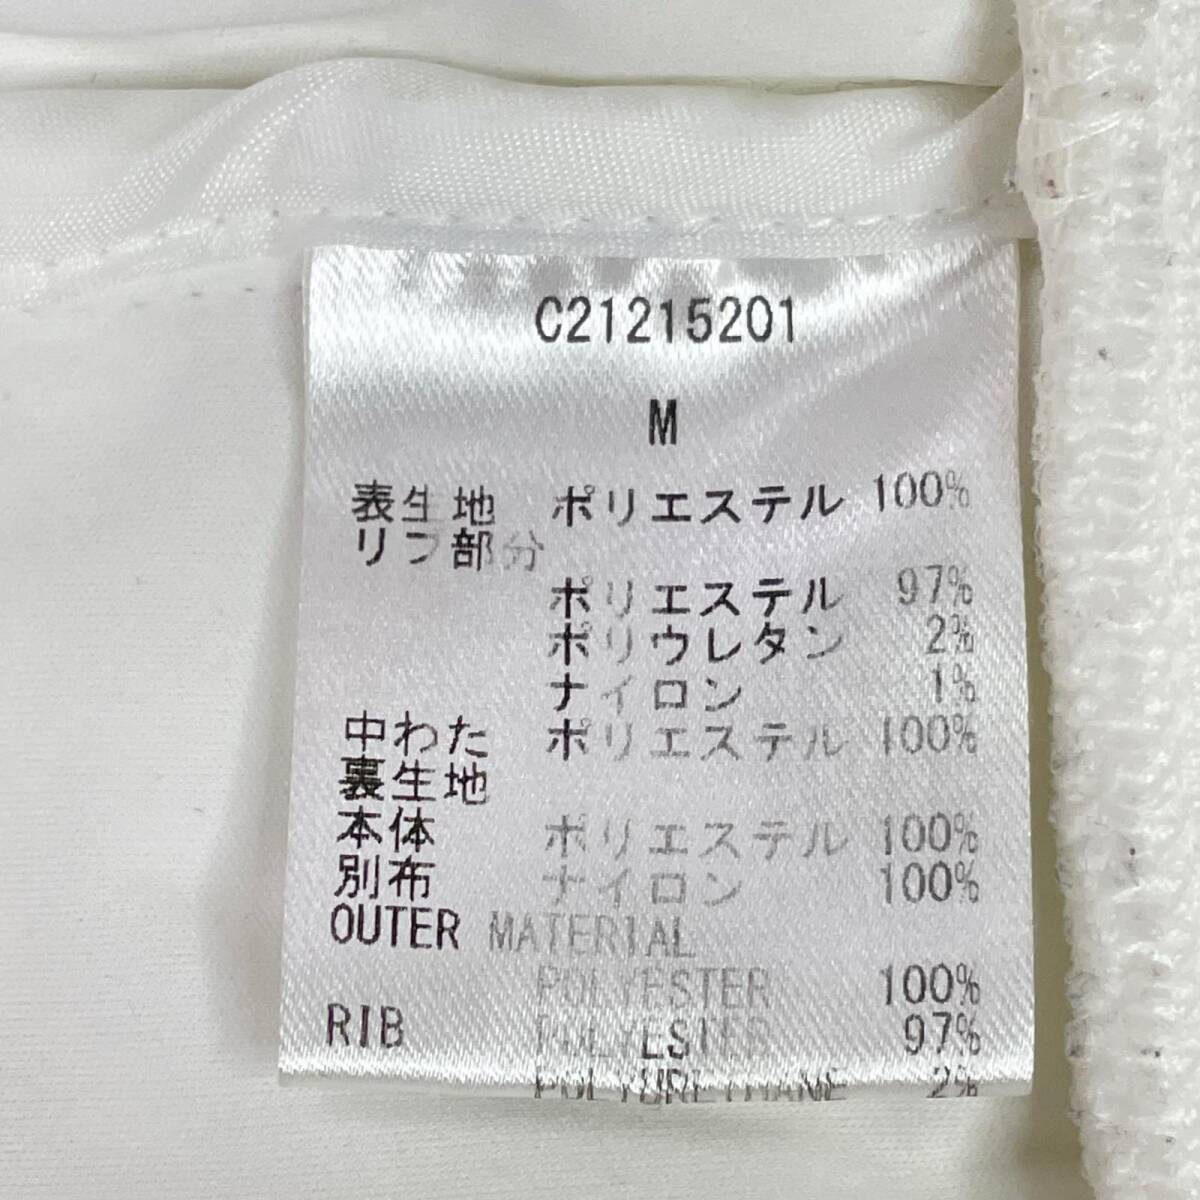 C21215201
M
表生地 ポリエステル 100%
リブ部分
ポリエステル 97%
ポリウレタン 2%
ナイロン 1%
中わた ポリエステル 100%
裏生地
本体 ポリエステル 100%
別布 ナイロン 100%
OUTER MATERIAL
POLYESTER 100%
RIB POLYESTER 97%
POLYURETHANE 2%